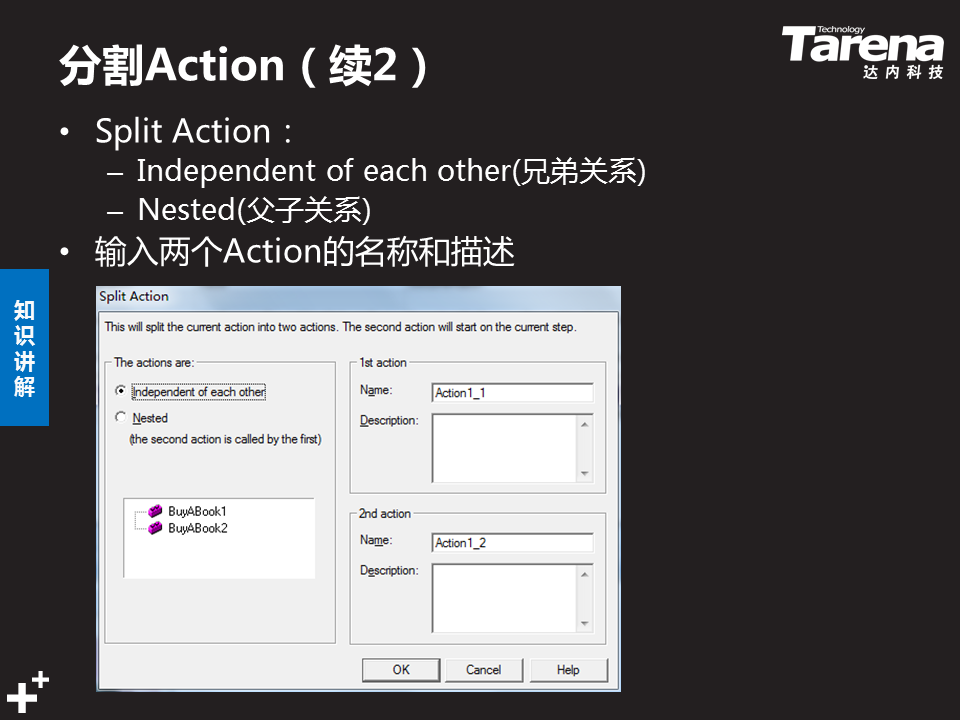 分割Action（续2）
Technology
Tarena
达内科技
• Split Action：
– Independent of each other(兄弟关系)
– Nested(父子关系)
• 输入两个Action的名称和描述
知识讲解
Split Action
This will split the current action into two actions. The second action will start on the current step.
The actions are:
Independent of each other
Nested
(the second action is called by the first)
BuyABook1
BuyABook2
1st action
Name:
Action1_1
Description:
2nd action
Name:
Action1_2
Description:
OK
Cancel
Help